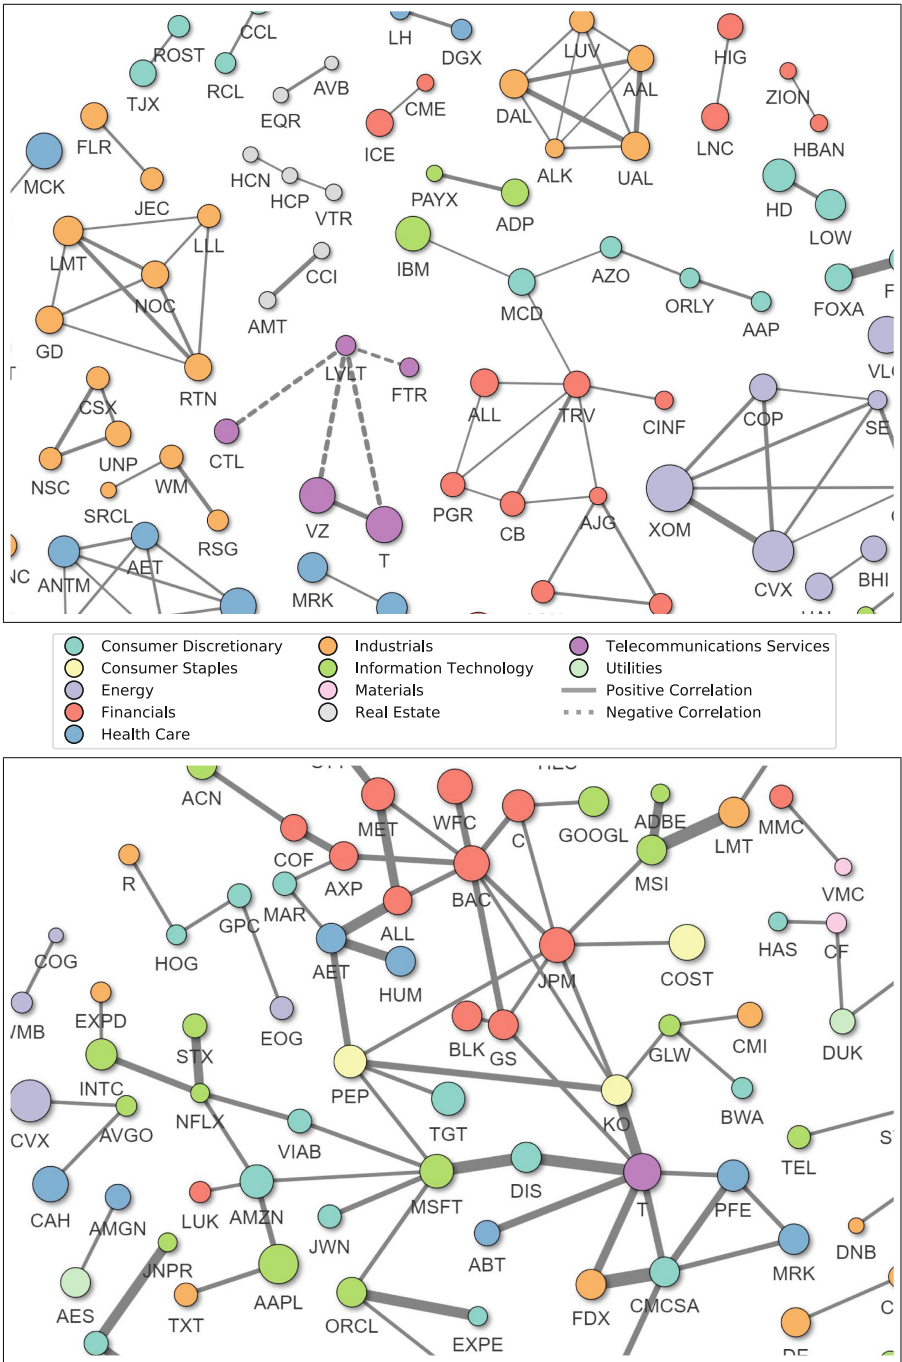 CCL
LH
ROST
LUV
DGX
HIG
TJX
RCL
AVB
AAL
ZION
EQR
CME
DAL
FLR
ICE
LNC
HBAN
MCK
HCN
ALK
UAL
JEC
HCP
PAYX
VTR
ADP
HD
LOW
LLL
LMT
CCI
IBM
AZO
NOC
MCD
ORLY
FOXA
AMT
AAP
GD
LVLT
FTR
RTN
CSX
ALL
TRV
CINF
COP
SE
UNP
CTL
NSC
WM
SRCL
PGR
CB
AJG
XOM
VZ
RSG
T
ANTM
AET
MRK
CVX
BHI
Consumer Discretionary
Industrials
Telecommunications Services
Consumer Staples
Information Technology
Utilities
Energy
Materials
Positive Correlation
Financials
Real Estate
Negative Correlation
Health Care
ACN
MET
WFC
C
GOOGL
ADBE
LMT
MMC
COF
R
AXP
BAC
MSI
VMC
MAR
GPC
ALL
HOG
HAS
CF
COG
AET
HUM
JPM
COST
EXPD
EOG
STX
BLK
GS
GLW
CMI
DUK
INTC
PEP
NFLX
KO
BWA
CVX
AVGO
TGT
VIAB
TEL
CAH
AMGN
LUK
AMZN
MSFT
DIS
T
PFE
JWN
ABT
DNB
JNPR
MRK
AES
TXT
AAPL
ORCL
EXPE
FDX
CMCSA